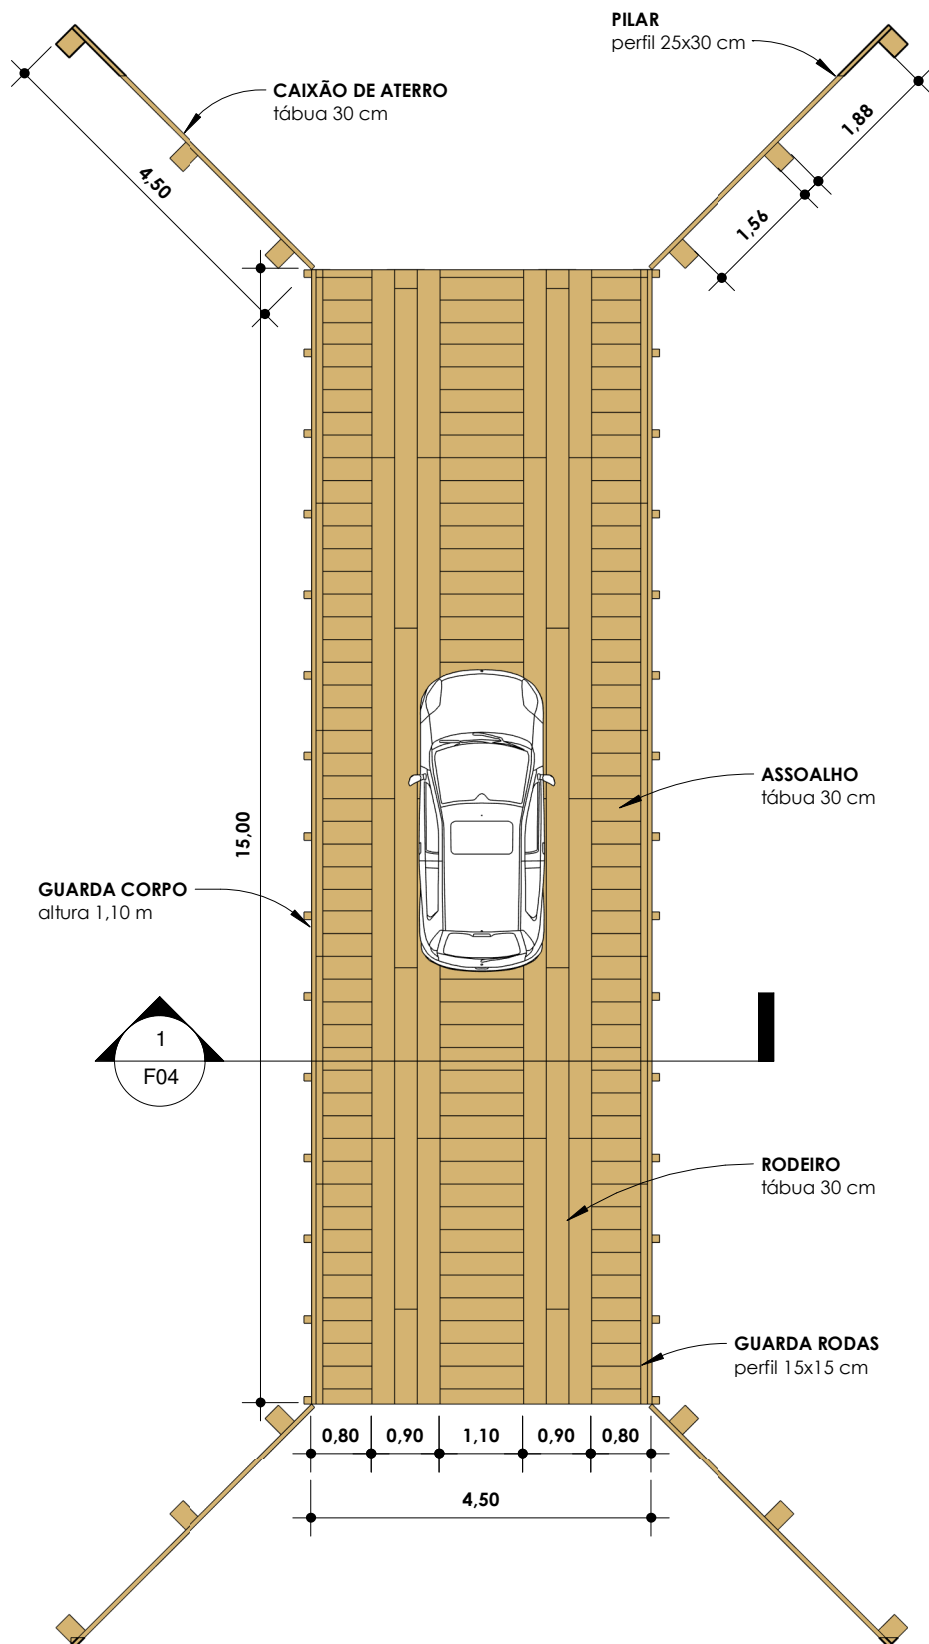 PILAR
perfil 25x30 cm
CAIXÃO DE ATERRO
tábua 30 cm
1,88
4,50
1,56
15,00
ASSOALHO
tábua 30 cm
GUARDA CORPO
altura 1,10 m
1
F04
RODEIRO
tábua 30 cm
GUARDA RODAS
perfil 15x15 cm
0,80 0,90 1,10 0,90 0,80
4,50